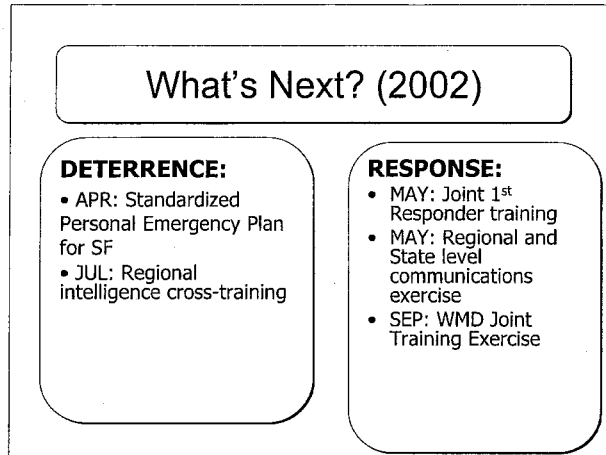 What's Next? (2002)
DETERRENCE:
• APR: Standardized
Personal Emergency Plan
for SF
• JUL: Regional
intelligence cross-training
RESPONSE:
• MAY: Joint 1st
Responder training
• MAY: Regional and
State level
communications
exercise
• SEP: WMD Joint
Training Exercise